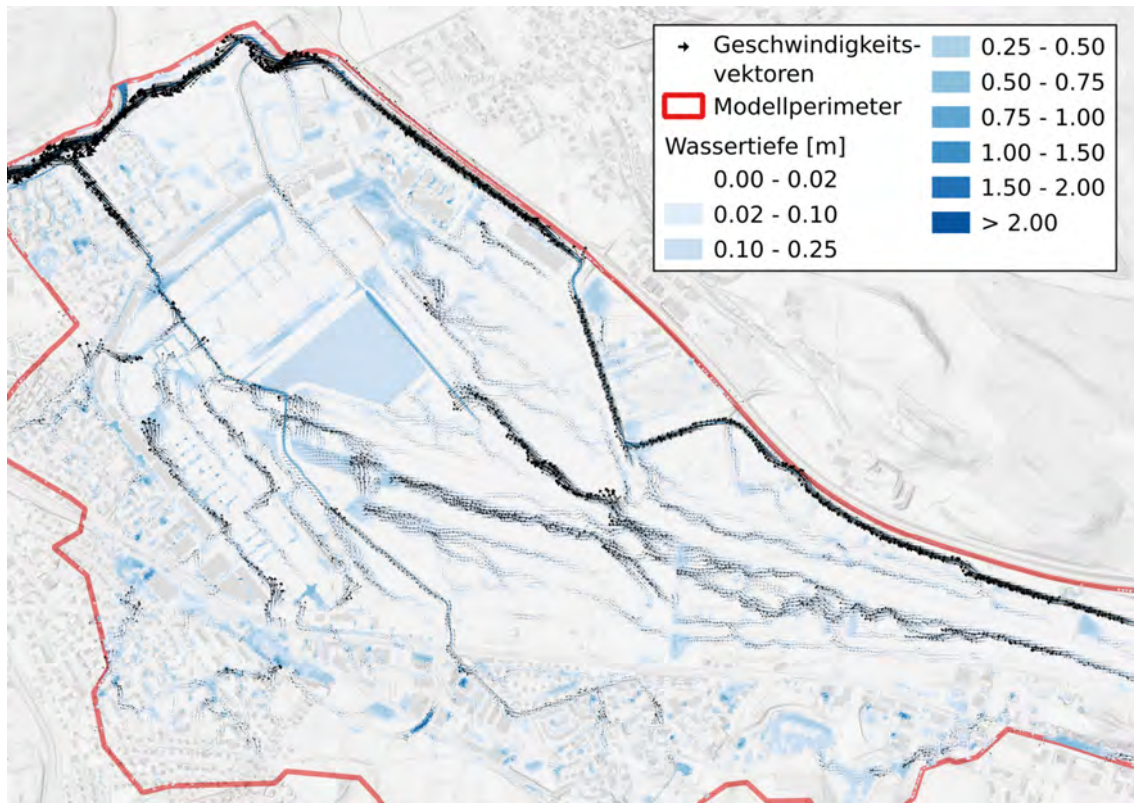 Geschwindigkeits-
vektoren
Modellperimeter
Wassertiefe [m]
0.00 - 0.02
0.02 - 0.10
0.10 - 0.25
0.25 - 0.50
0.50 - 0.75
0.75 - 1.00
1.00 - 1.50
1.50 - 2.00
> 2.00